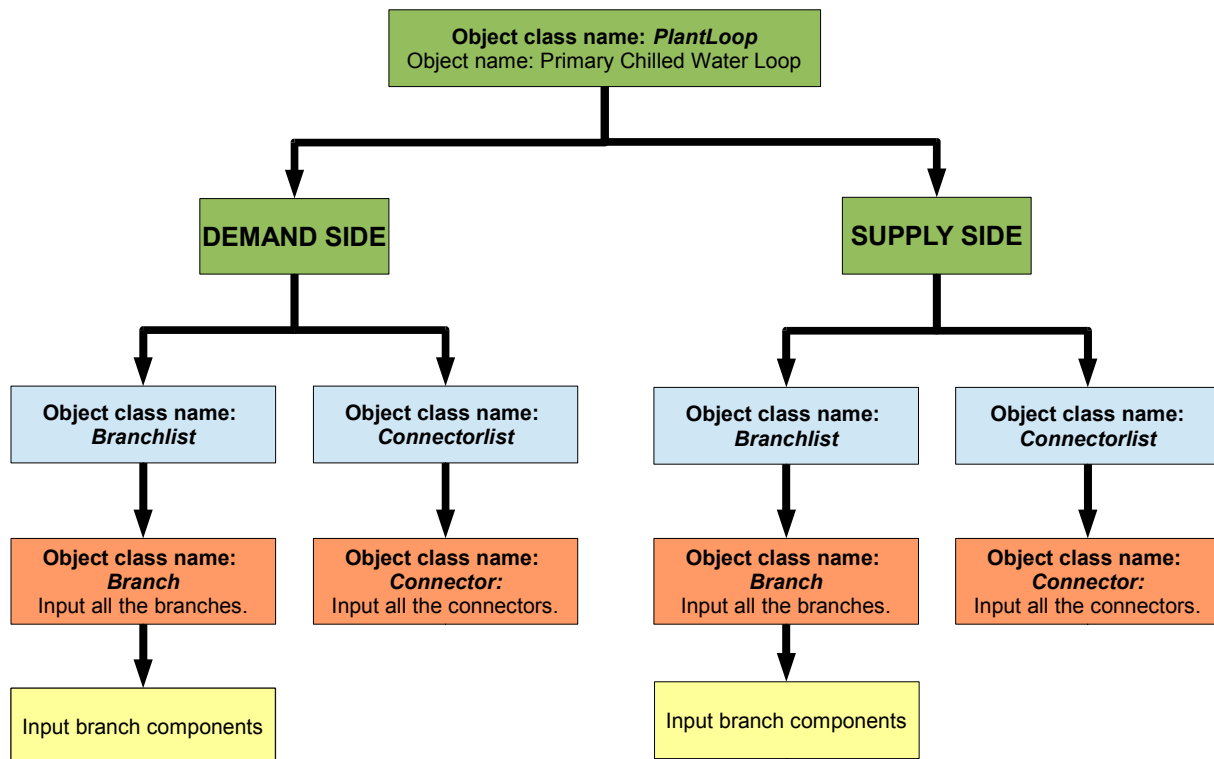 Object class name: PlantLoop
Object name: Primary Chilled Water Loop
DEMAND SIDE
SUPPLY SIDE
Object class name:
Branchlist
Object class name:
Connectorlist
Object class name:
Branchlist
Object class name:
Connectorlist
Object class name:
Branch
Input all the branches.
Object class name:
Connector:
Input all the connectors.
Object class name:
Branch
Input all the branches.
Object class name:
Connector:
Input all the connectors.
Input branch components
Input branch components